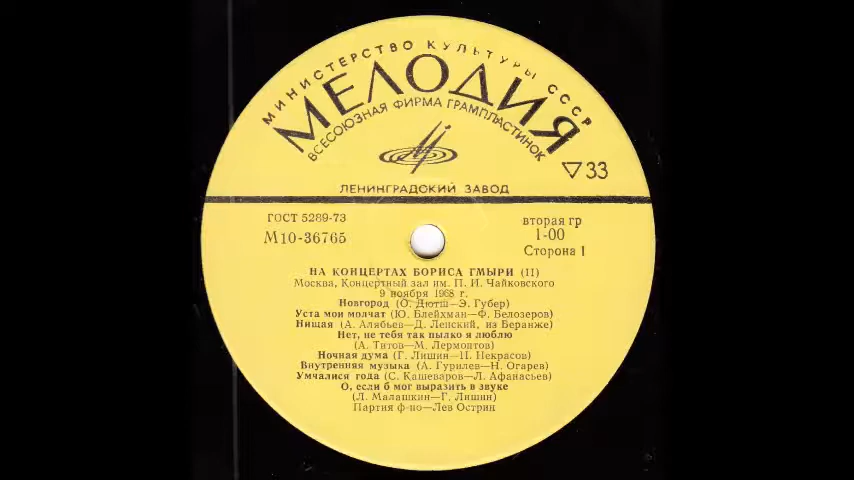 МИНИСТЕРСТВО КУЛЬТУРЫ СССР
МЕЛОДИЯ
ВСЕСОЮЗНАЯ ФИРМА ГРАМПЛАСТИНОК
33
ЛЕНИНГРАДСКИЙ ЗАВОД
ГОСТ 5289-73
М10-36765
вторая гр
1-00
Сторона 1
НА КОНЦЕРТАХ БОРИСА ГМЫРИ (11)
Москва, Концертный зал им. П. И. Чайковского
9 ноября 1968 г.
Новгород (О. Дютш—Э. Губер)
Уста мои молчат (Ю. Блейхман—Ф. Белозеров)
Нищая (А. Алябьев—Д. Ленский, из Беранже)
Нет, не тебя так пылко я люблю
(А. Титов—М. Лермонтов)
Ночная дума (Г. Лишин—Н. Некрасов)
Внутренняя музыка (А. Гурилев—Н. Огарев)
Умчалися года (С. Кашеваров—Л. Афанасьев)
О, если б мог выразить в звуке
(Л. Малашкин—Г. Лишин)
Партия ф-по—Лев Острин